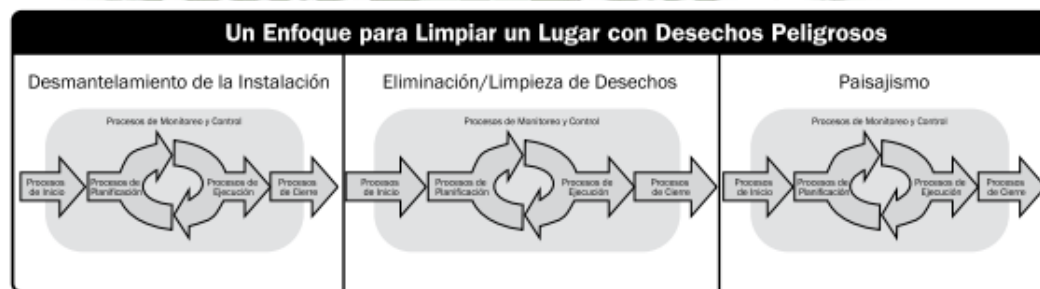 Un Enfoque para Limpiar un Lugar con Desechos Peligrosos
Desmantelamiento de la Instalación
Procesos de Monitoreo y Control
Procesos
de Inicio
Procesos de
Planificación
Procesos de
Ejecución
Procesos
de Cierre
Eliminación/Limpieza de Desechos
Procesos de Monitoreo y Control
Procesos
de Inicio
Procesos de
Planificación
Procesos de
Ejecución
Procesos
de Cierre
Paisajismo
Procesos de Monitoreo y Control
Procesos
de Inicio
Procesos de
Planificación
Procesos de
Ejecución
Procesos
de Cierre